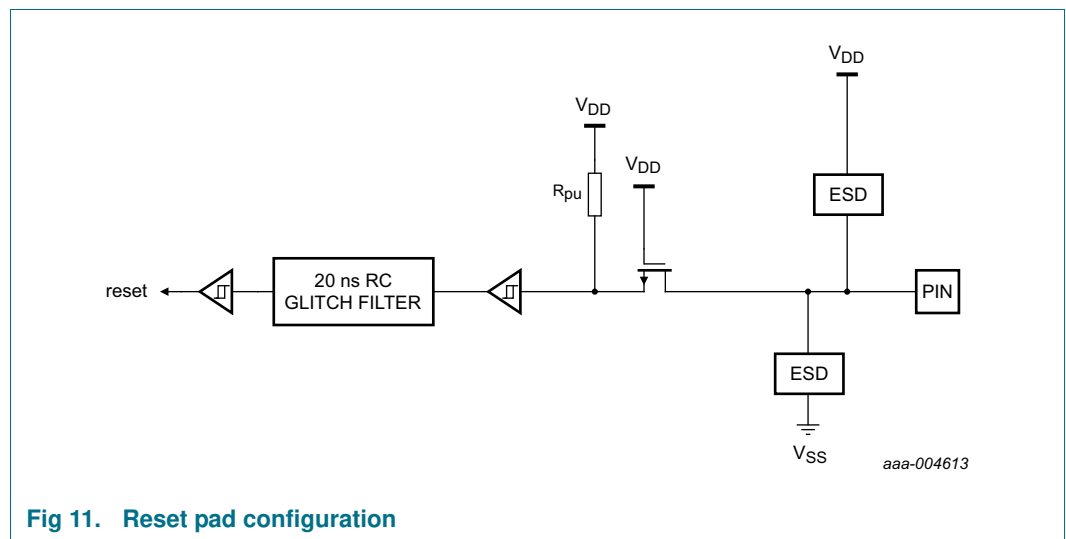 VDD
VDD
VDD
Rpu
ESD
20 ns RC
GLITCH FILTER
reset
PIN
ESD
VSS
aaa-004613
Fig 11. Reset pad configuration